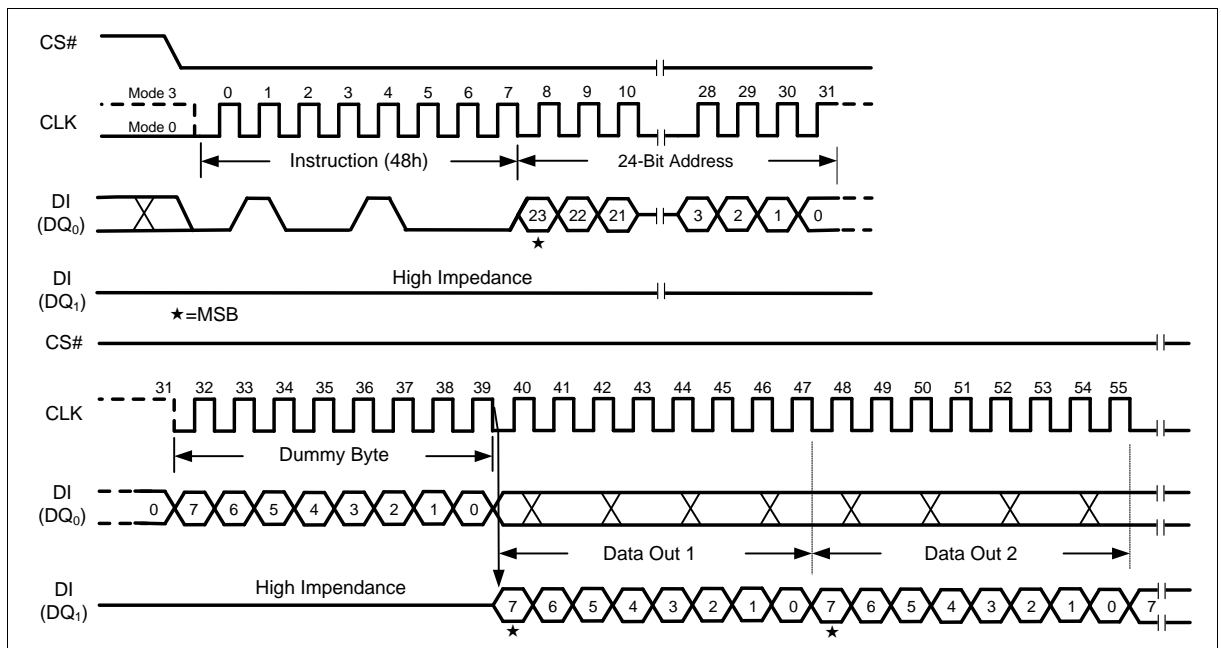 CS#
Mode 3
0 1 2 3 4 5 6 7 8 9 10 28 29 30 31
CLK
Mode 0
Instruction (48h)
24-Bit Address
DI
(DQ0)
23 22 21 3 2 1 0
★
DI
(DQ1)
High Impedance
★=MSB
CS#
31 32 33 34 35 36 37 38 39 40 41 42 43 44 45 46 47 48 49 50 51 52 53 54 55
CLK
Dummy Byte
DI
(DQ0)
0 7 6 5 4 3 2 1 0
Data Out 1
Data Out 2
DI
(DQ1)
High Impendance
7 6 5 4 3 2 1 0 7 6 5 4 3 2 1 0 7
★ ★